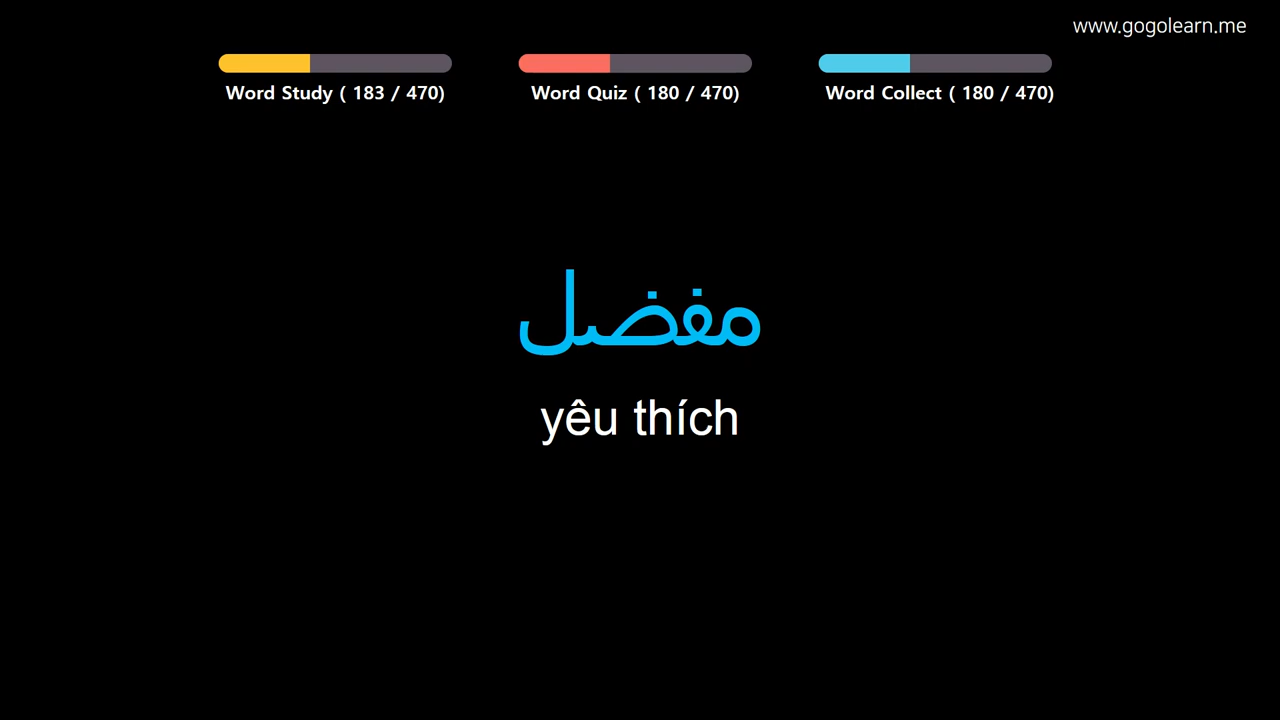 www.gogolearn.me
Word Study ( 183 / 470)
Word Quiz ( 180 / 470)
Word Collect ( 180 / 470)
مفضل
yêu thích